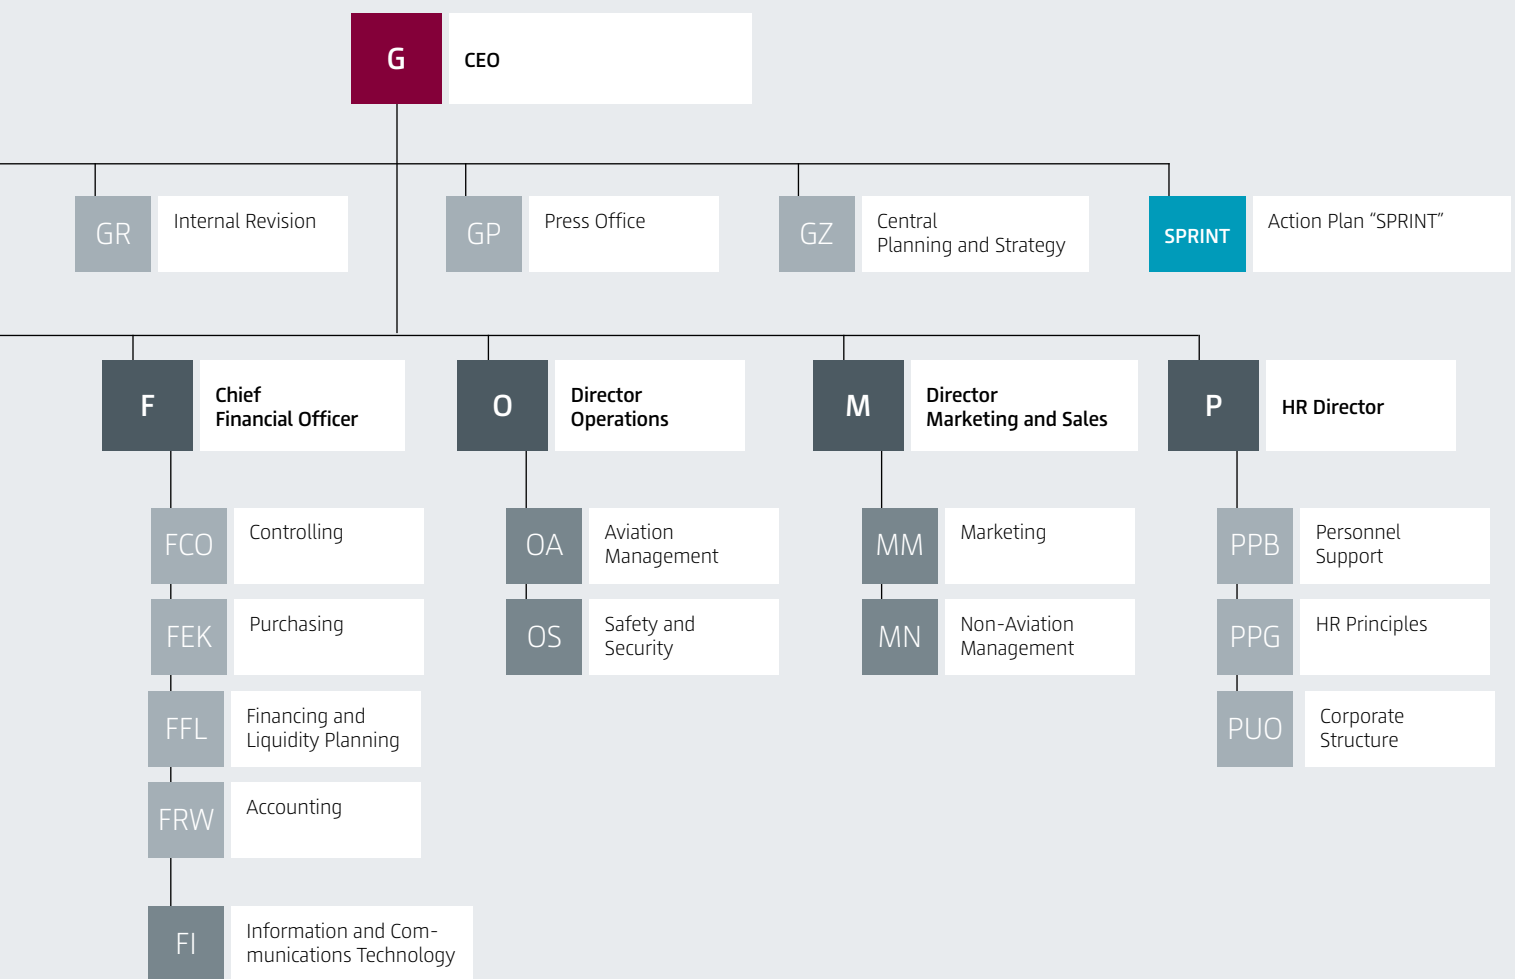 G
CEO
GR
Internal Revision
GP
Press Office
GZ
Central
Planning and Strategy
SPRINT
Action Plan “SPRINT”
F
Chief
Financial Officer
O
Director
Operations
M
Director
Marketing and Sales
P
HR Director
FCO
Controlling
OA
Aviation
Management
MM
Marketing
PPB
Personnel
Support
FEK
Purchasing
OS
Safety and
Security
MN
Non-Aviation
Management
PPG
HR Principles
FFL
Financing and
Liquidity Planning
PUO
Corporate
Structure
FRW
Accounting
FI
Information and Com-
munications Technology